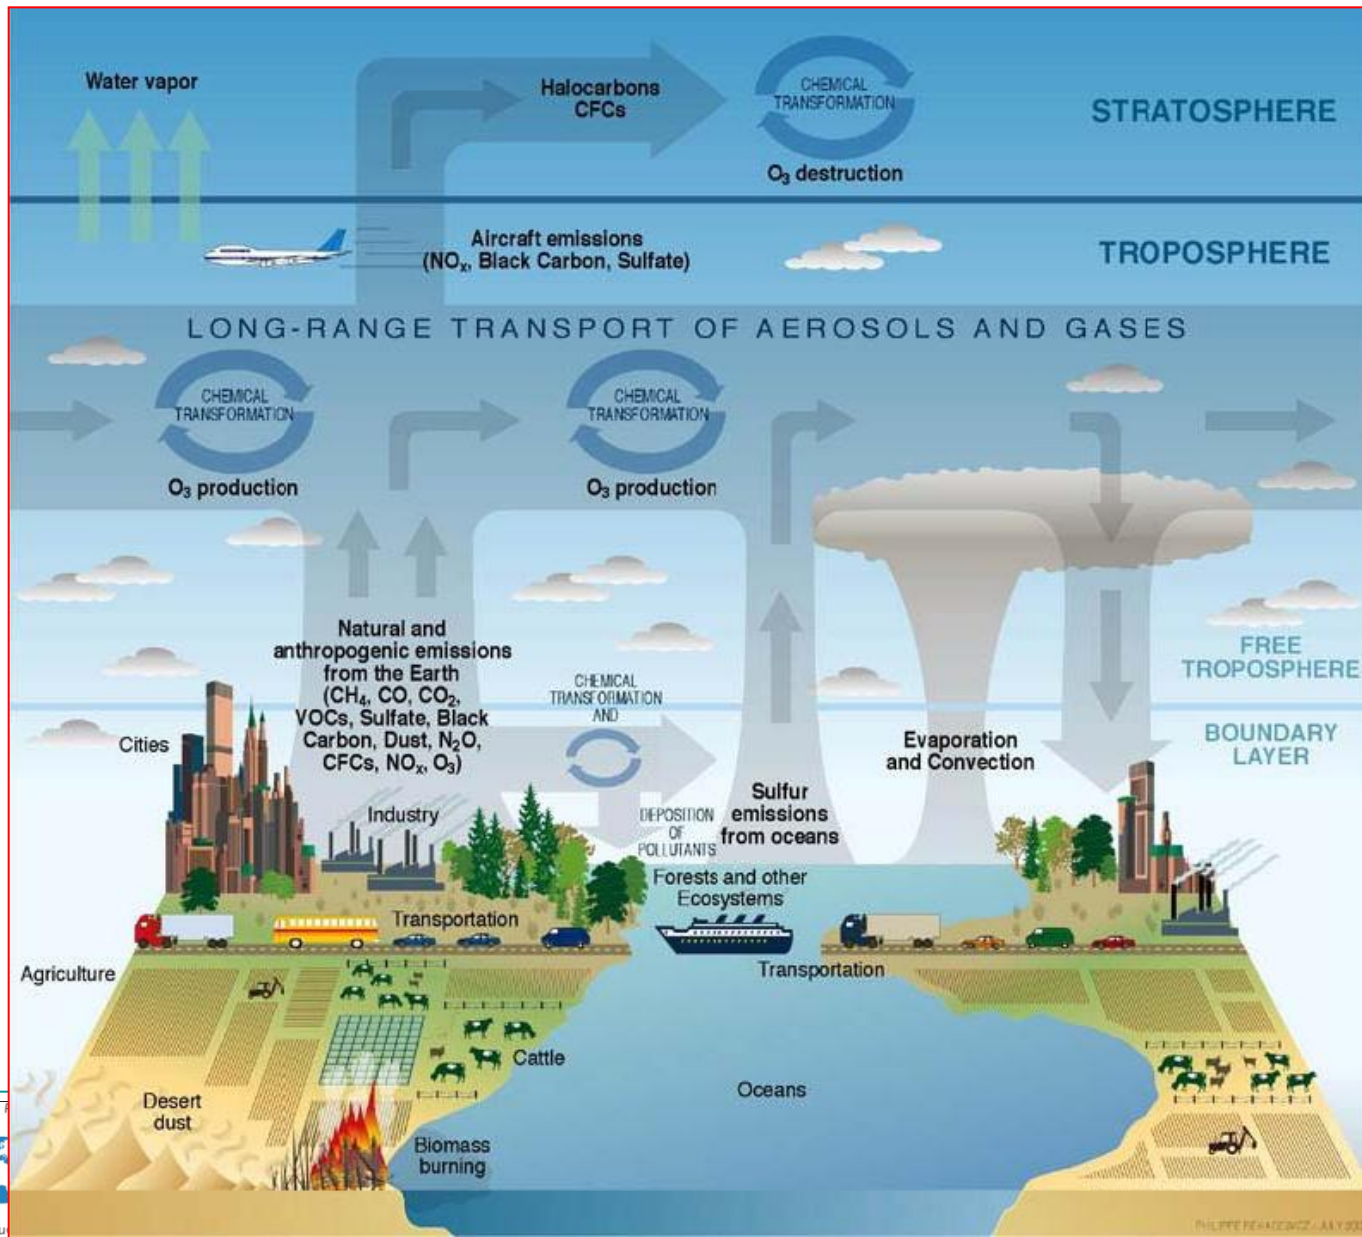 Water vapor
Halocarbons
CFCs
CHEMICAL
TRANSFORMATION
O₃ destruction
STRATOSPHERE
Aircraft emissions
(NOₓ, Black Carbon, Sulfate)
TROPOSPHERE
LONG-RANGE TRANSPORT OF AEROSOLS AND GASES
CHEMICAL
TRANSFORMATION
O₃ production
CHEMICAL
TRANSFORMATION
O₃ production
Natural and
anthropogenic emissions
from the Earth
(CH₄, CO, CO₂,
VOCs, Sulfate, Black
Carbon, Dust, N₂O,
CFCs, NOₓ, O₃)
CHEMICAL
TRANSFORMATION
AND
DEPOSITION
OF
POLLUTANTS
FREE
TROPOSPHERE
BOUNDARY
LAYER
Cities
Industry
Sulfur
emissions
from oceans
Evaporation
and Convection
Forests and other
Ecosystems
Transportation
Transportation
Agriculture
Cattle
Desert
dust
Biomass
burning
Oceans
PHILIPPE REKACEWICZ - JULY